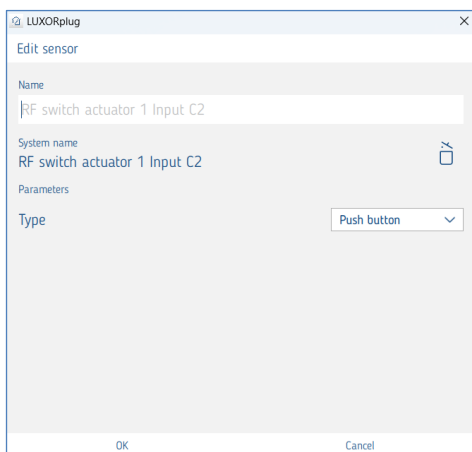 LUXORplug
Edit sensor
Name
RF switch actuator 1 Input C2
System name
RF switch actuator 1 Input C2
Parameters
Type
Push button
OK
Cancel